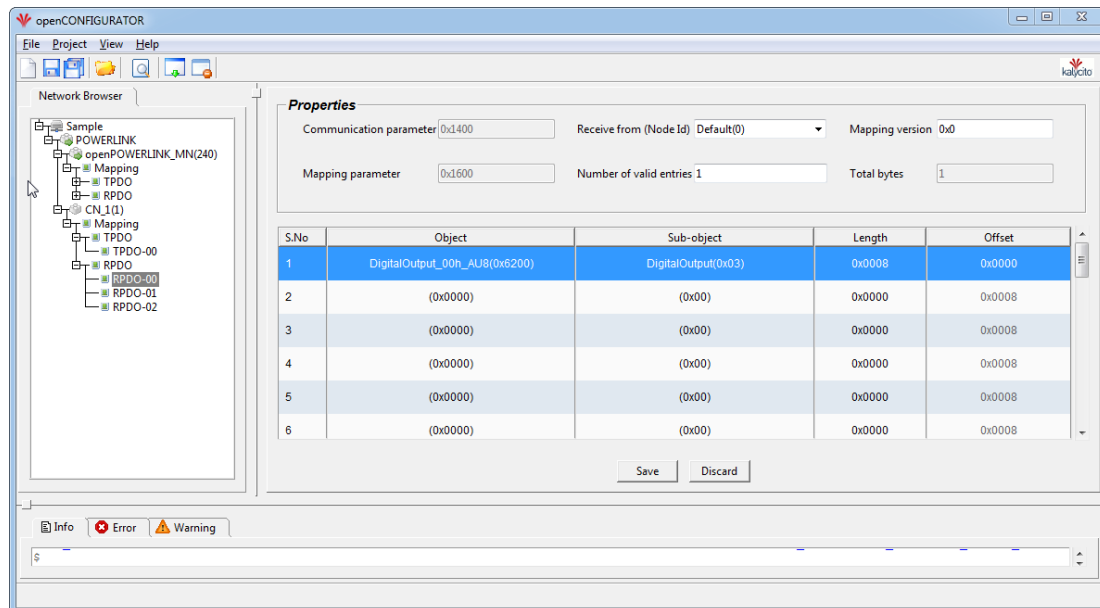 openCONFIGURATOR
File Project View Help
kalycito
Network Browser
Sample
POWERLINK
openPOWERLINK_MN(240)
Mapping
TPDO
RPDO
CN_1(1)
Mapping
TPDO
TPDO-00
RPDO
RPDO-00
RPDO-01
RPDO-02
Properties
Communication parameter 0x1400 Receive from (Node Id) Default(0) Mapping version 0x0
Mapping parameter 0x1600 Number of valid entries 1 Total bytes 1
S.No Object Sub-object Length Offset
1 DigitalOutput_00h_AU8(0x6200) DigitalOutput(0x03) 0x0008 0x0000
2 (0x0000) (0x00) 0x0000 0x0008
3 (0x0000) (0x00) 0x0000 0x0008
4 (0x0000) (0x00) 0x0000 0x0008
5 (0x0000) (0x00) 0x0000 0x0008
6 (0x0000) (0x00) 0x0000 0x0008
Save Discard
Info Error Warning
$